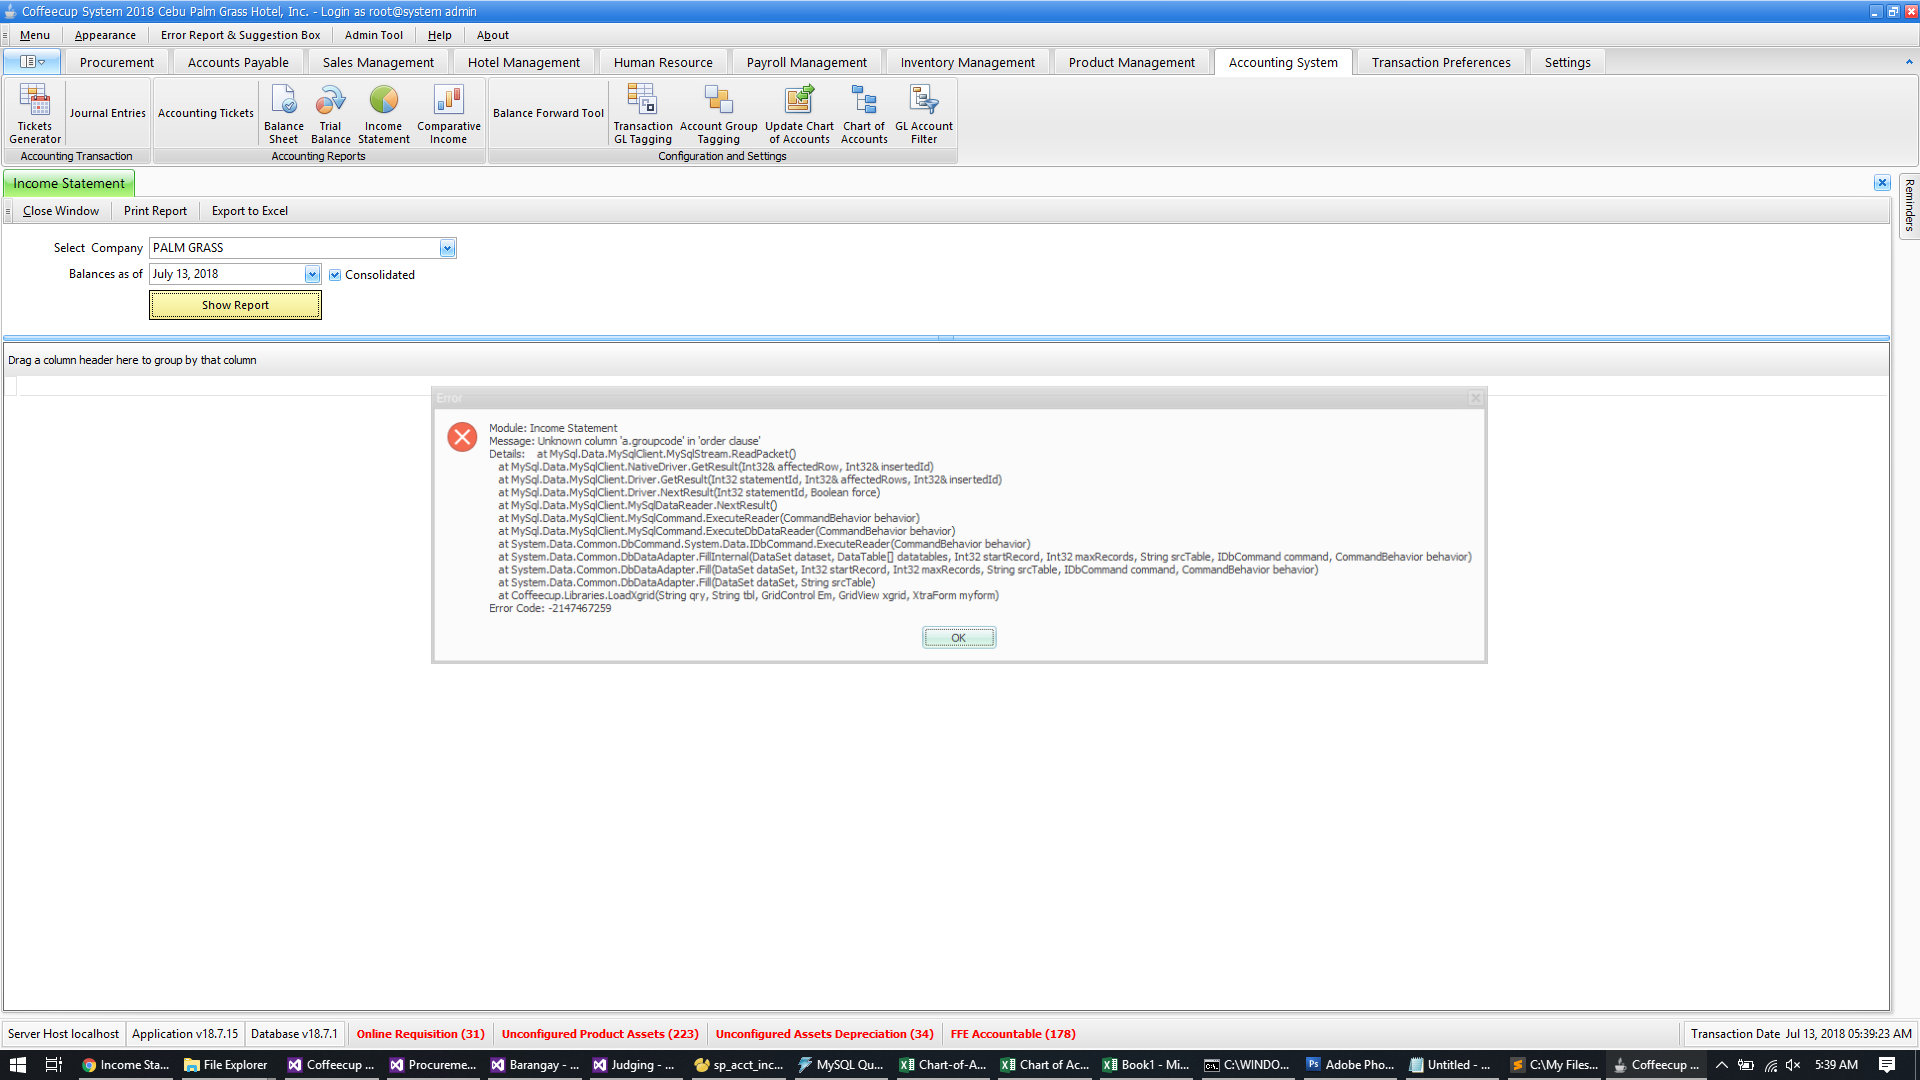 Coffeecup System 2018 Cebu Palm Grass Hotel, Inc. - Login as root@system admin
Menu Appearance Error Report & Suggestion Box Admin Tool Help About
Procurement Accounts Payable Sales Management Hotel Management Human Resource Payroll Management Inventory Management Product Management Accounting System Transaction Preferences Settings
Tickets Generator Journal Entries Accounting Tickets Balance Sheet Trial Balance Income Statement Comparative Income Balance Forward Tool Transaction GL Tagging Account Group Tagging Update Chart of Accounts Chart of Accounts GL Account Filter
Accounting Transaction Accounting Reports Configuration and Settings
Income Statement
Reminders
Close Window Print Report Export to Excel
Select Company PALM GRASS
Balances as of July 13, 2018 Consolidated
Show Report
Drag a column header here to group by that column
Error
Module: Income Statement
Message: Unknown column 'a.groupcode' in 'order clause'
Details: at MySql.Data.MySqlClient.MySqlStream.ReadPacket()
at MySql.Data.MySqlClient.NativeDriver.GetResult(Int32& affectedRow, Int32& insertedId)
at MySql.Data.MySqlClient.Driver.GetResult(Int32 statementId, Int32& affectedRows, Int32& insertedId)
at MySql.Data.MySqlClient.Driver.NextResult(Int32 statementId, Boolean force)
at MySql.Data.MySqlClient.MySqlDataReader.NextResult()
at MySql.Data.MySqlClient.MySqlCommand.ExecuteReader(CommandBehavior behavior)
at MySql.Data.MySqlClient.MySqlCommand.ExecuteDbDataReader(CommandBehavior behavior)
at System.Data.Common.DbCommand.System.Data.IDbCommand.ExecuteReader(CommandBehavior behavior)
at System.Data.Common.DbDataAdapter.FillInternal(DataSet dataset, DataTable[] datatables, Int32 startRecord, Int32 maxRecords, String srcTable, IDbCommand command, CommandBehavior behavior)
at System.Data.Common.DbDataAdapter.Fill(DataSet dataSet, Int32 startRecord, Int32 maxRecords, String srcTable, IDbCommand command, CommandBehavior behavior)
at System.Data.Common.DbDataAdapter.Fill(DataSet dataSet, String srcTable)
at Coffeecup.Libraries.LoadXgrid(String qry, String tbl, GridControl Em, GridView xgrid, XtraForm myform)
Error Code: -2147467259
OK
Server Host localhost Application v18.7.15 Database v18.7.1 Online Requisition (31) Unconfigured Product Assets (223) Unconfigured Assets Depreciation (34) FFE Accountable (178) Transaction Date Jul 13, 2018 05:39:23 AM
Income Sta... File Explorer Coffeecup ... Procureme... Barangay - ... Judging - ... sp_acct_inc... MySQL Qu... Chart-of-A... Chart of Ac... Book1 - Mi... C:\WINDO... Adobe Pho... Untitled - ... C:\My Files... Coffeecup ... 5:39 AM